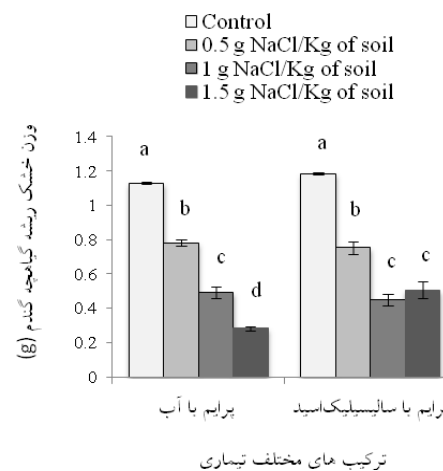 Control
0.5 g NaCl/Kg of soil
1 g NaCl/Kg of soil
1.5 g NaCl/Kg of soil
وزن خشک ریشه گیاهچه گندم (g)
1.4
1.2
1
0.8
0.6
0.4
0.2
0
a
b
c
d
a
b
c
c
پرایم با آب
رایم با سالیسیلیک‌اسید
ترکیب های مختلف تیماری